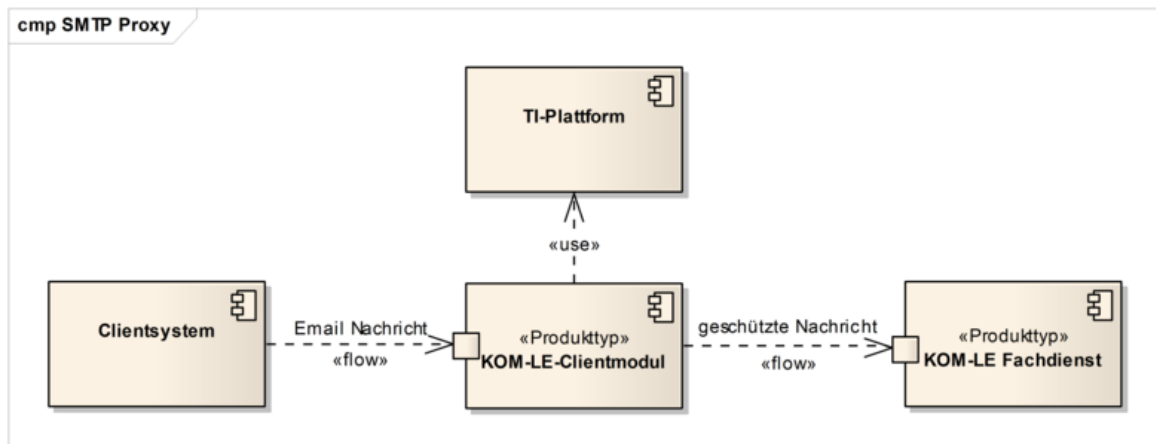 cmp SMTP Proxy
TI-Plattform
«use»
Clientsystem
Email Nachricht
«flow»
«Produkttyp»
KOM-LE-Clientmodul
geschützte Nachricht
«flow»
«Produkttyp»
KOM-LE Fachdienst